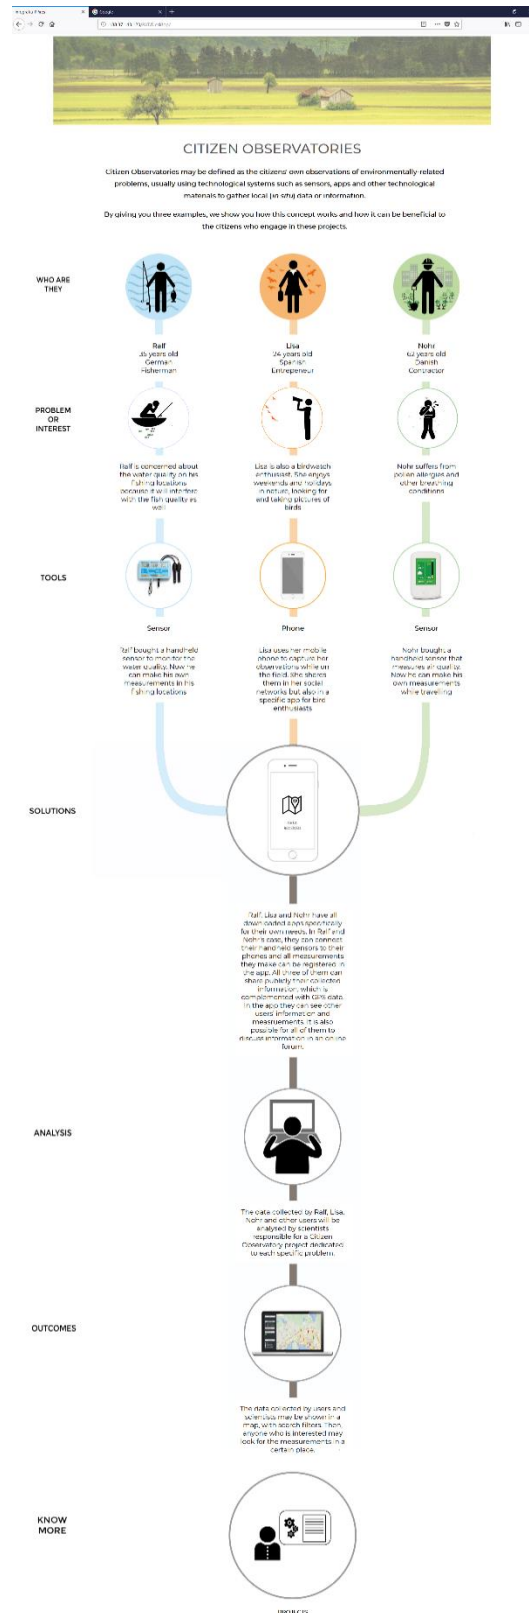 Google
CITIZEN OBSERVATORIES
Citizen Observatories may be defined as the citizens' own observations of environmentally-related
problems, usually using technological systems such as sensors, apps and other technological
materials to gather local (in situ) data or information.
By giving you three examples, we show you how this concept works and how it can be beneficial to
the citizens who engage in these projects.
WHO ARE
THEY
Ralf
35 years old
German
Fisherman
Lisa
24 years old
Spanish
Entrepeneur
Nohr
62 years old
Danish
Contractor
PROBLEM
OR
INTEREST
Ralf is concerned about
the water quality on his
fishing locations
because it will interfere
with the fish quality as
well
Lisa is also a birdwatch
enthusiast. She enjoys
weekends and holidays
in nature, looking for
and taking pictures of
birds
Nohr suffers from
pollen allergies and
other breathing
conditions
TOOLS
Sensor
Phone
Sensor
Ralf bought a handheld
sensor to monitor the
water quality. Now he
can make his own
measurements in his
fishing locations
Lisa uses her mobile
phone to capture her
observations while on
the field. She shares
them in her social
networks but also in a
specific app for bird
enthusiasts
Nohr bought a
handheld sensor that
measures air quality.
Now he can make his
own measurements
while travelling
SOLUTIONS
Ralf, Lisa and Nohr have all
downloaded apps specifically
for their own needs. In Ralf and
Nohr's case, they can connect
their handheld sensors to their
phones and all measurements
they make can be registered in
the app. All three of them can
share publicly their collected
information, which is
complemented with GPS data.
In the app they can see other
users' information and
measruements. It is also
possible for all of them to
discuss information in an online
forum.
ANALYSIS
The data collected by Ralf, Lisa,
Nohr and other users will be
analysed by scientists
responsible for a Citizen
Observatory project dedicated
to each specific problem.
OUTCOMES
The data collected by users and
scientists may be shown in a
map, with search filters. Then
anyone who is interested may
look for the measurements in a
certain place.
KNOW
MORE
PROJECTS